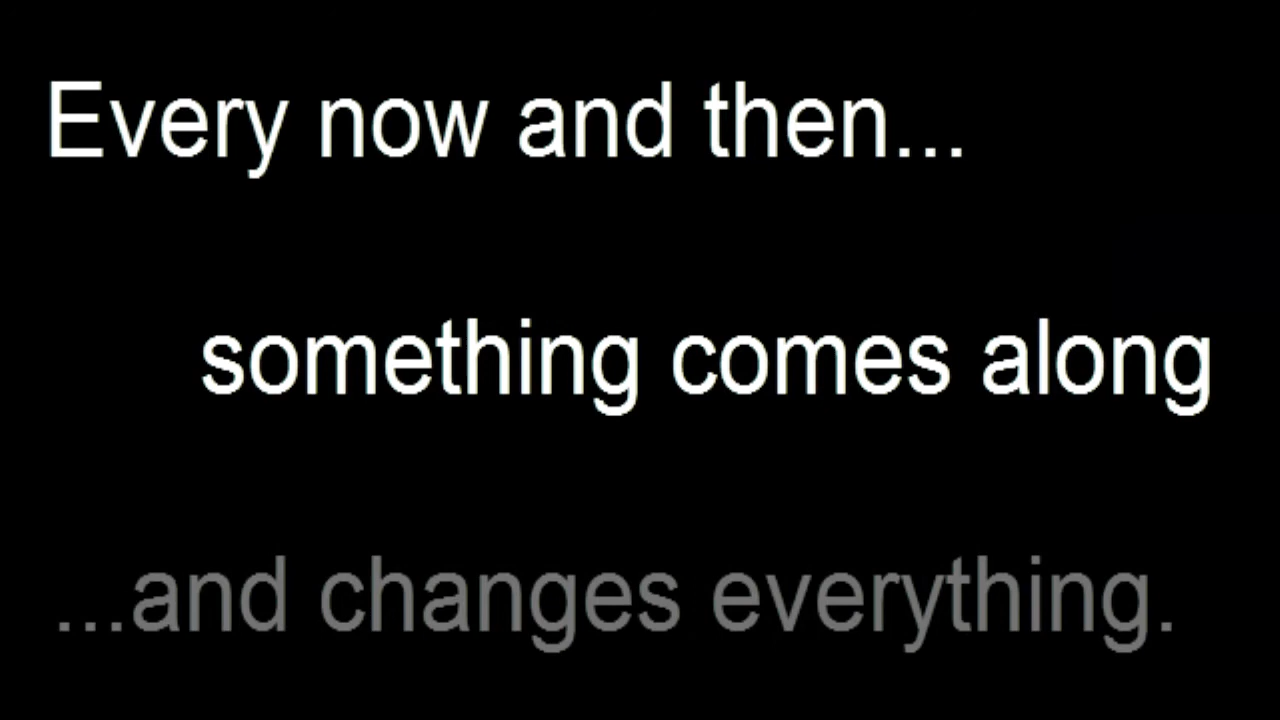 Every now and then...
something comes along
...and changes everything.